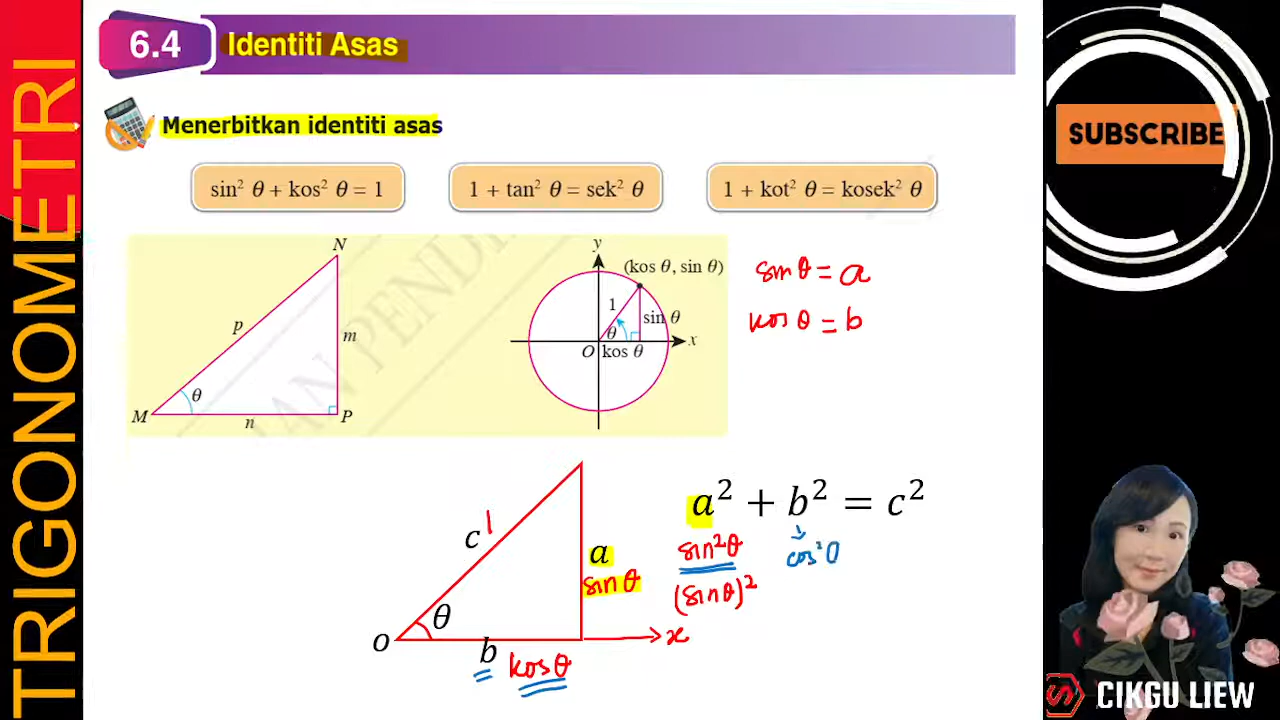 TRIGONOMETRI
6.4 Identiti Asas
SUBSCRIBE
Menerbitkan identiti asas
sin² θ + kos² θ = 1
1 + tan² θ = sek² θ
1 + kot² θ = kosek² θ
N
p
m
θ
M
n
P
y
(kos θ, sin θ)
1
sin θ
θ
O
kos θ
x
sin θ = a
kos θ = b
c 1
a
sin θ
θ
O
b kos θ
x
a² + b² = c²
sin²θ
cos²θ
(sin θ)²
CIKGU LIEW